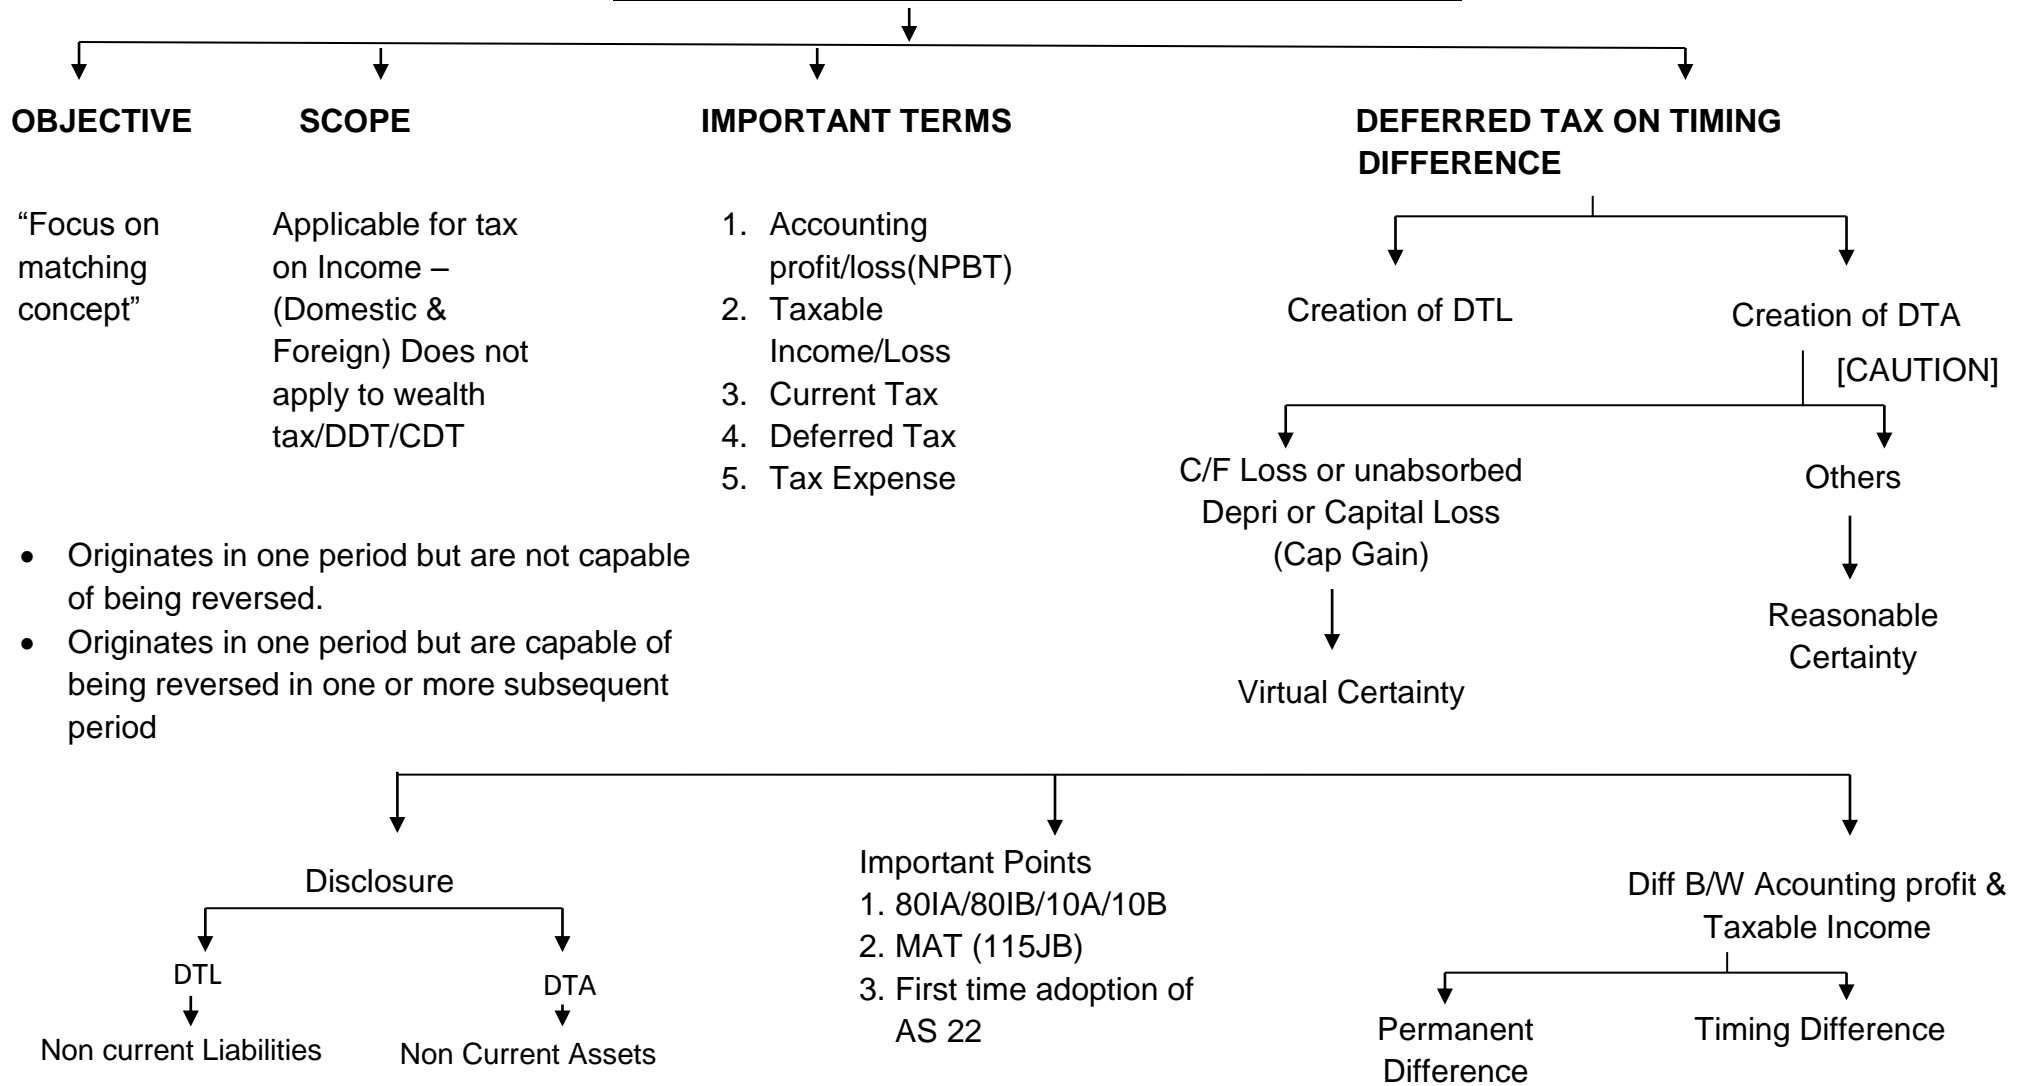 OBJECTIVE
SCOPE
IMPORTANT TERMS
DEFERRED TAX ON TIMING
DIFFERENCE
“Focus on
matching
concept”
Applicable for tax
on Income –
(Domestic &
Foreign) Does not
apply to wealth
tax/DDT/CDT
1. Accounting
profit/loss(NPBT)
2. Taxable
Income/Loss
3. Current Tax
4. Deferred Tax
5. Tax Expense
Creation of DTL
Creation of DTA
[CAUTION]
C/F Loss or unabsorbed
Depri or Capital Loss
(Cap Gain)
Virtual Certainty
Others
Reasonable
Certainty
• Originates in one period but are not capable
of being reversed.
• Originates in one period but are capable of
being reversed in one or more subsequent
period
Disclosure
DTL
Non current Liabilities
DTA
Non Current Assets
Important Points
1. 80IA/80IB/10A/10B
2. MAT (115JB)
3. First time adoption of
AS 22
Diff B/W Acounting profit &
Taxable Income
Permanent
Difference
Timing Difference